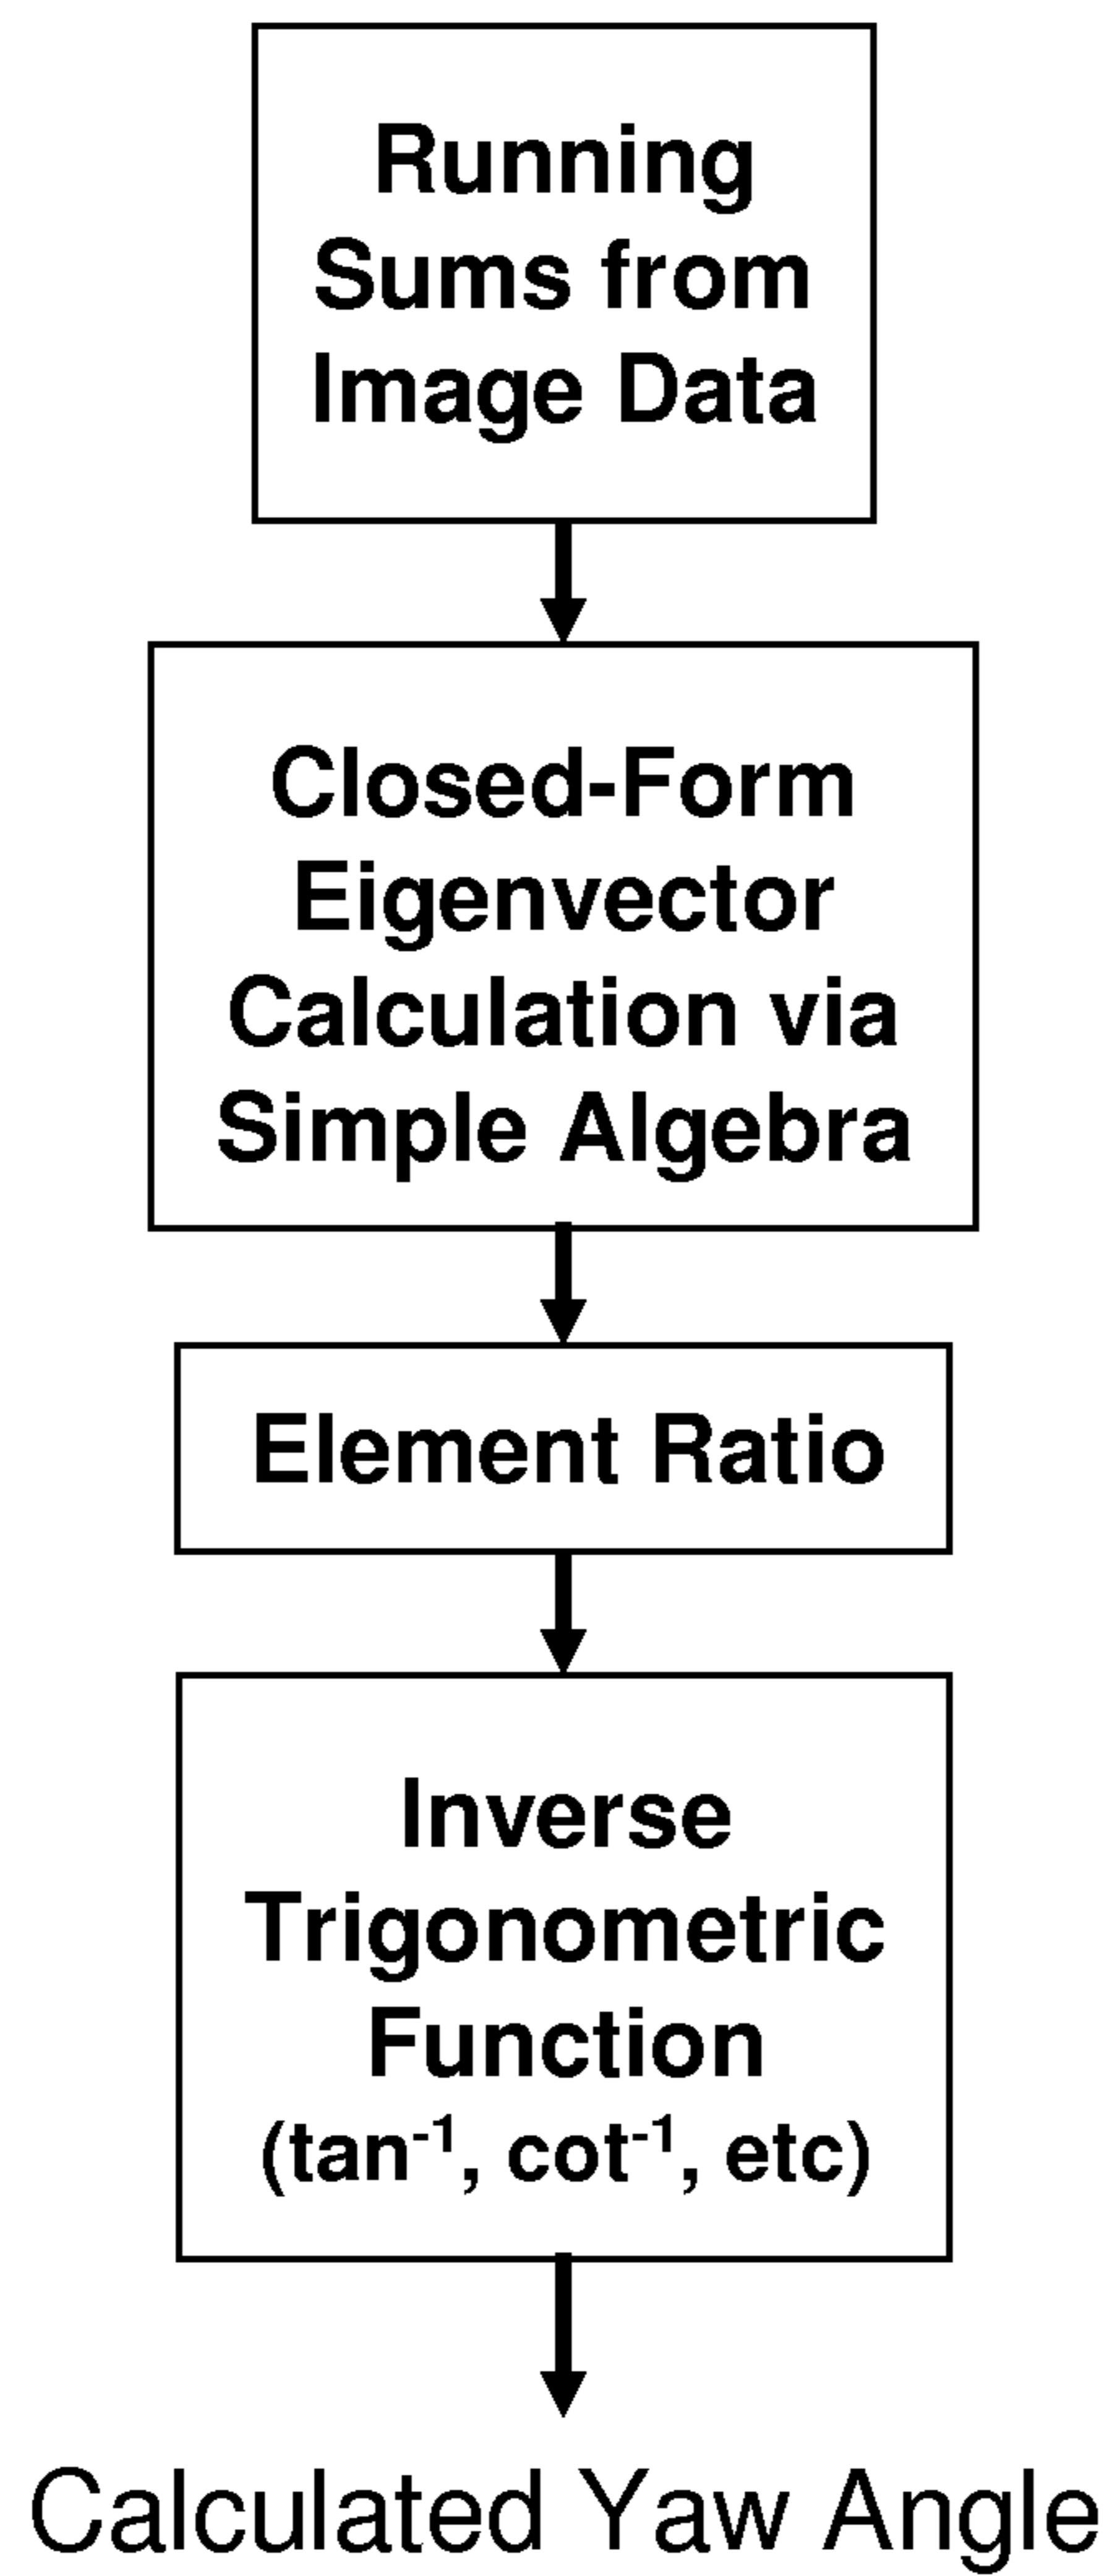 Running
Sums from
Image Data
Closed-Form
Eigenvector
Calculation via
Simple Algebra
Element Ratio
Inverse
Trigonometric
Function
(tan⁻¹, cot⁻¹, etc)
Calculated Yaw Angle